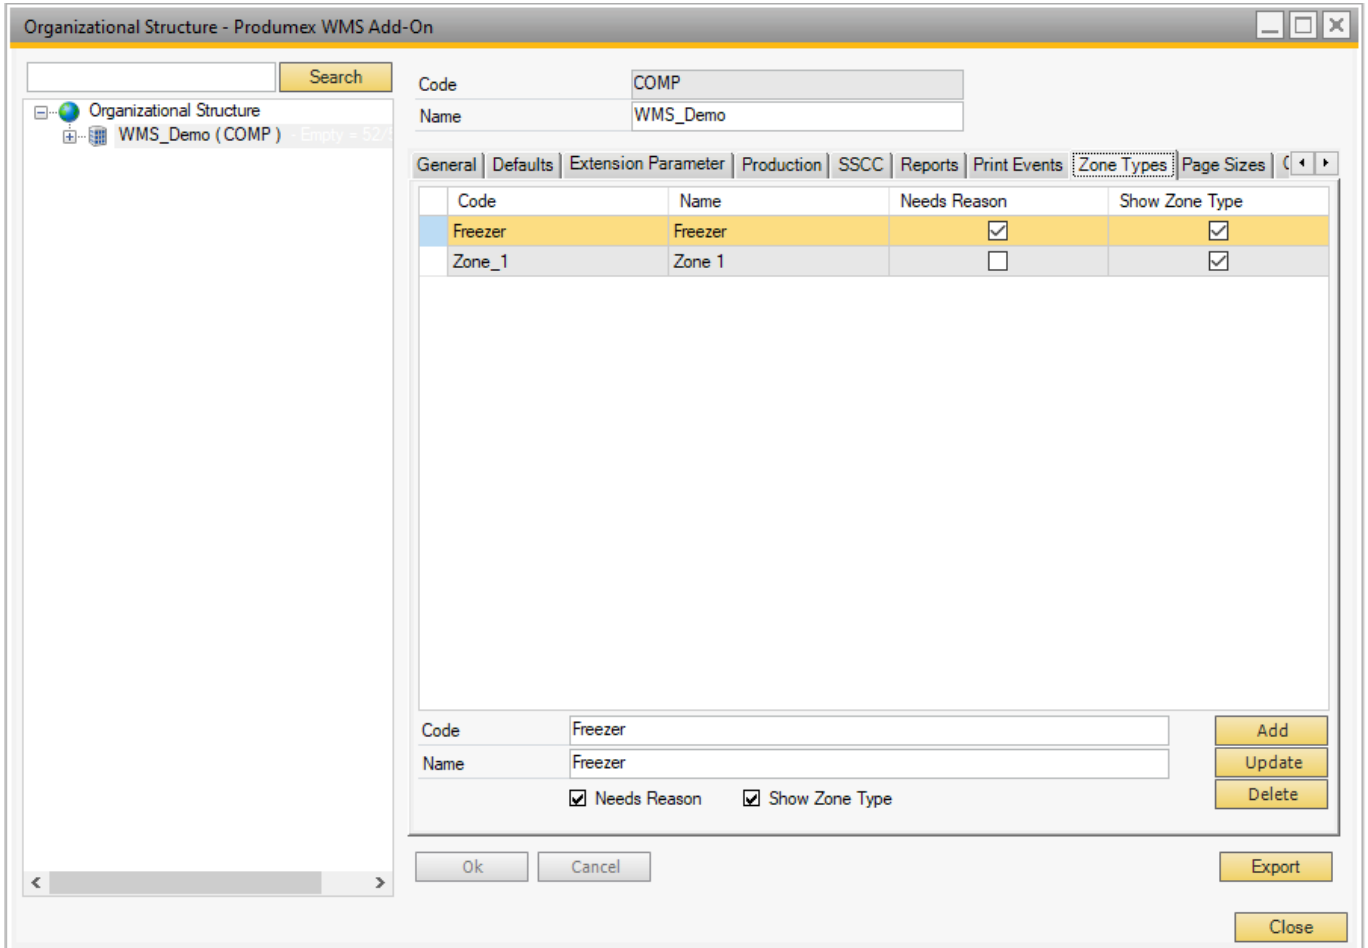 Organizational Structure - Produmex WMS Add-On
Search
Organizational Structure
WMS_Demo ( COMP ) - Empty = 52/
Code COMP
Name WMS_Demo
General Defaults Extension Parameter Production SSCC Reports Print Events Zone Types Page Sizes
Code Name Needs Reason Show Zone Type
Freezer Freezer
Zone_1 Zone 1
Code Freezer
Name Freezer
Needs Reason Show Zone Type
Add
Update
Delete
Ok Cancel Export
Close